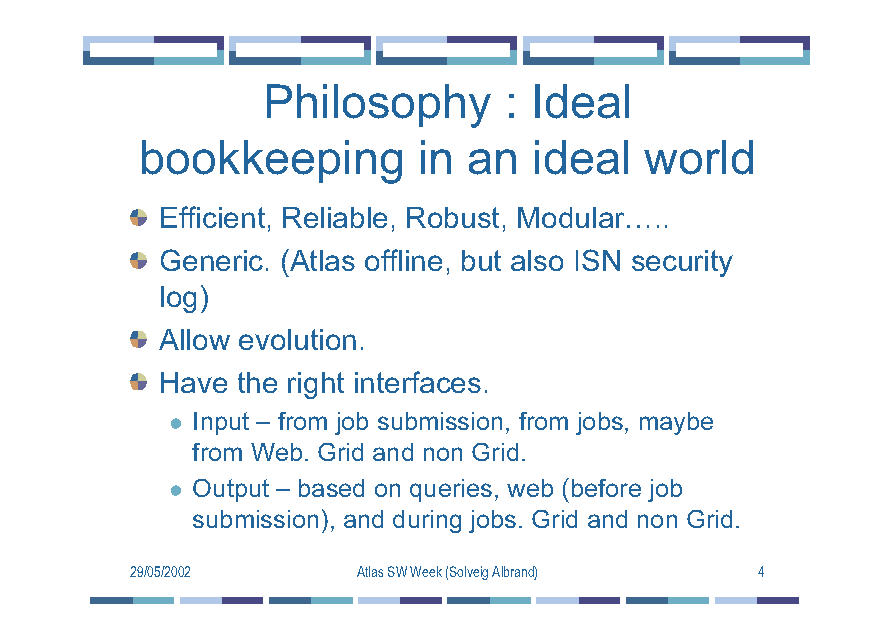 Philosophy : Ideal
bookkeeping in an ideal world
Efficient, Reliable, Robust, Modular…..
Generic. (Atlas offline, but also ISN security
log)
Allow evolution.
Have the right interfaces.
Input – from job submission, from jobs, maybe
from Web. Grid and non Grid.
Output – based on queries, web (before job
submission), and during jobs. Grid and non Grid.
29/05/2002 Atlas SW Week (Solveig Albrand) 4